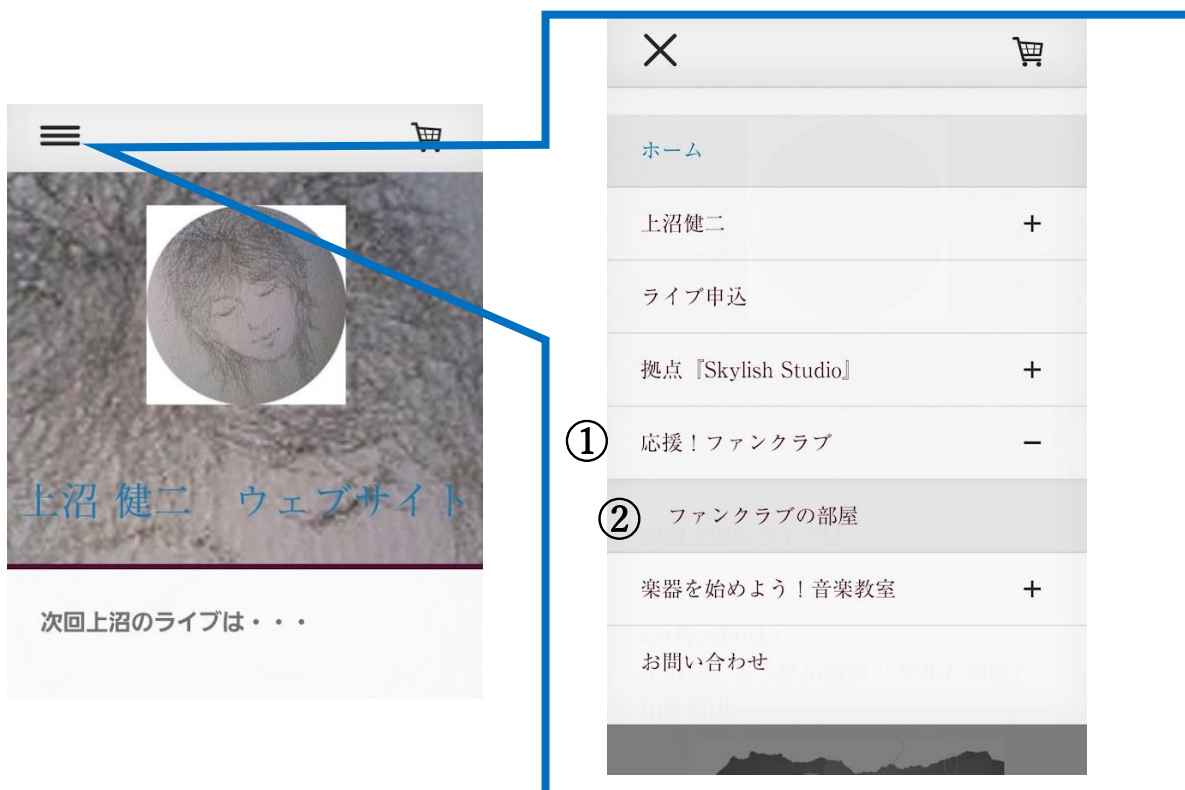 上沼 健二　ウェブサイト
次回上沼のライブは・・・
ホーム
上沼健二
ライブ申込
拠点『Skylish Studio』
①応援！ファンクラブ
②ファンクラブの部屋
楽器を始めよう！音楽教室
お問い合わせ